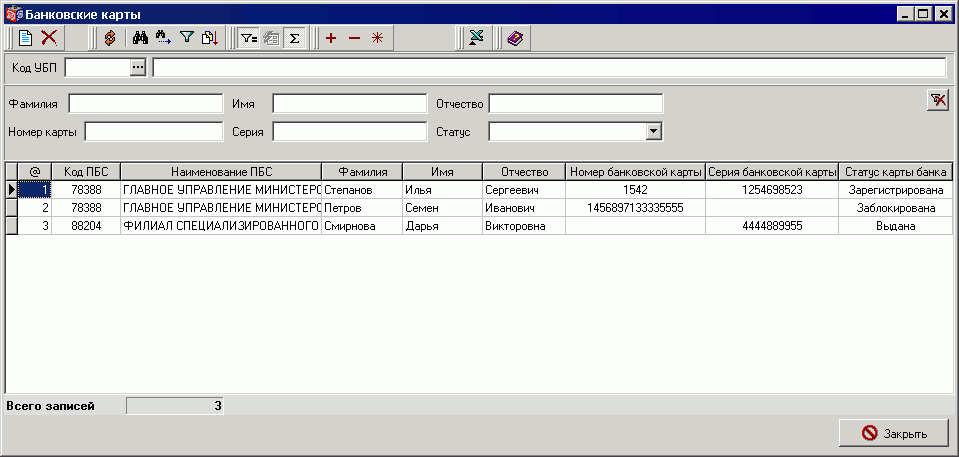 Банковские карты
Код УБП
Фамилия Имя Отчество
Номер карты Серия Статус
@ Код ПБС Наименование ПБС Фамилия Имя Отчество Номер банковской карты Серия банковской карты Статус карты банка
1 78388 ГЛАВНОЕ УПРАВЛЕНИЕ МИНИСТЕРО Степанов Илья Сергеевич 1542 1254698523 Зарегистрирована
2 78388 ГЛАВНОЕ УПРАВЛЕНИЕ МИНИСТЕРО Петров Семен Иванович 1456897133335555 Заблокирована
3 88204 ФИЛИАЛ СПЕЦИАЛИЗИРОВАННОГО Смирнова Дарья Викторовна 4444889955 Выдана
Всего записей 3
Закрыть